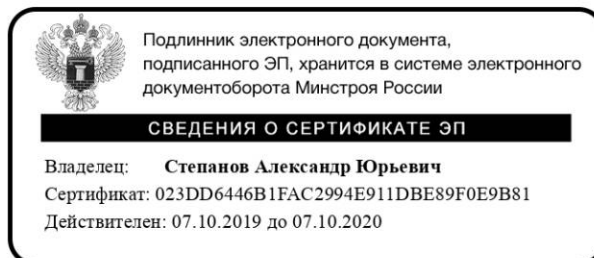 Подлинник электронного документа,
подписанного ЭП, хранится в системе электронного
документоборота Минстроя России
СВЕДЕНИЯ О СЕРТИФИКАТЕ ЭП
Владелец: Степанов Александр Юрьевич
Сертификат: 023DD6446B1FAC2994E911DBE89F0E9B81
Действителен: 07.10.2019 до 07.10.2020